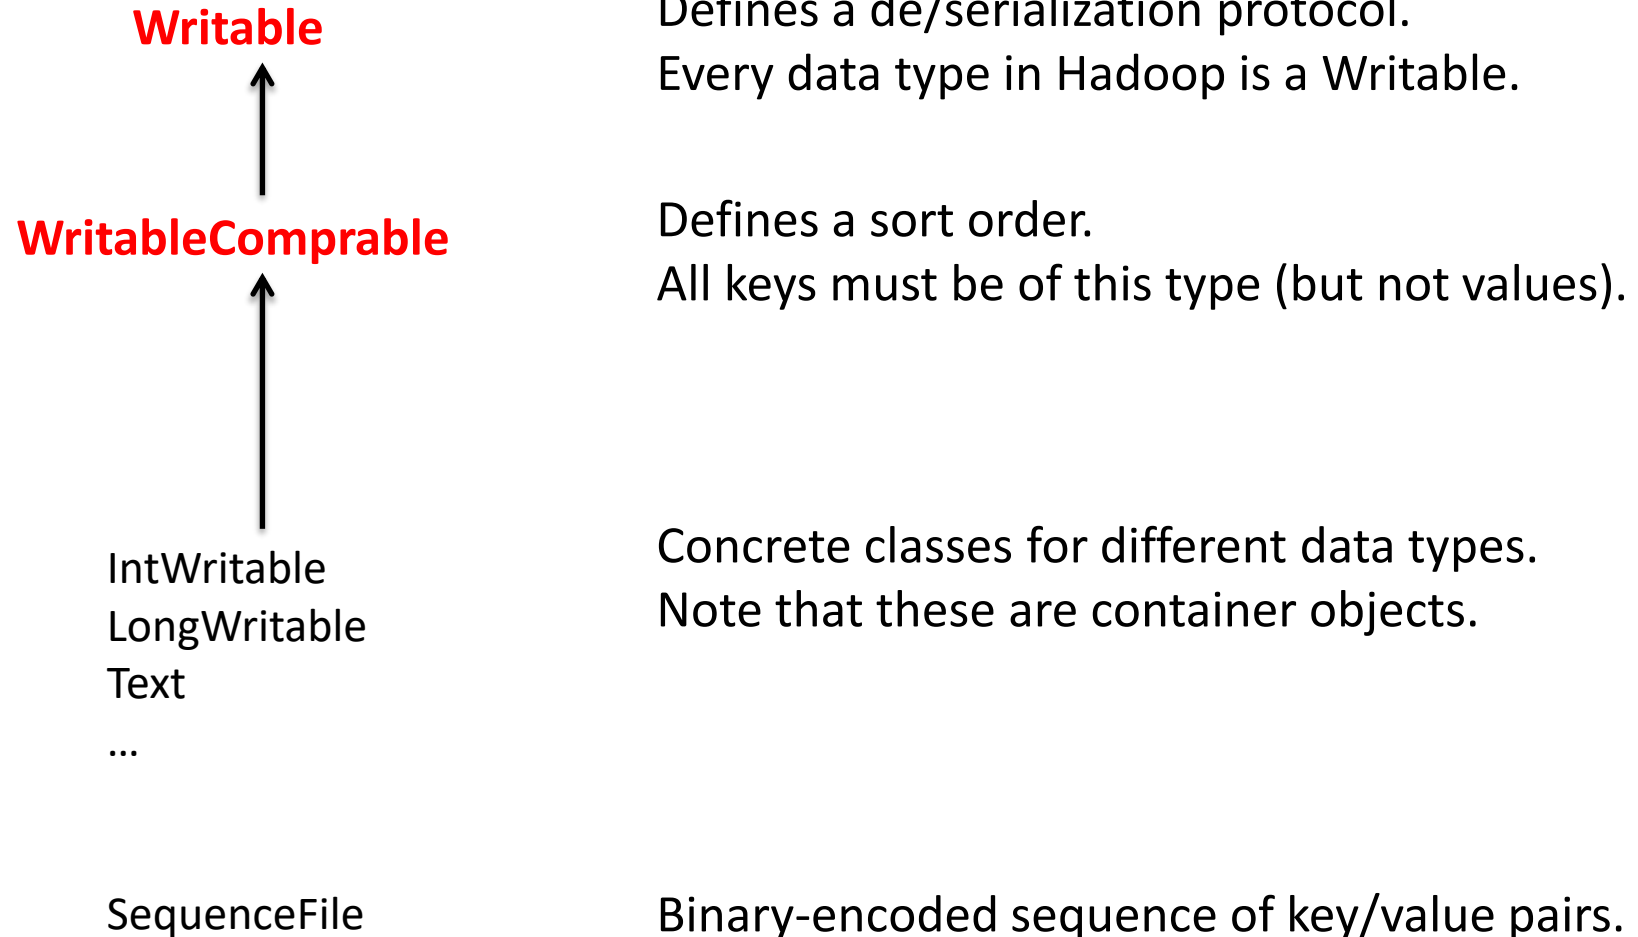 Writable
Defines a de/serialization protocol.
Every data type in Hadoop is a Writable.
WritableComprable
Defines a sort order.
All keys must be of this type (but not values).
IntWritable
LongWritable
Text
...
Concrete classes for different data types.
Note that these are container objects.
SequenceFile
Binary-encoded sequence of key/value pairs.